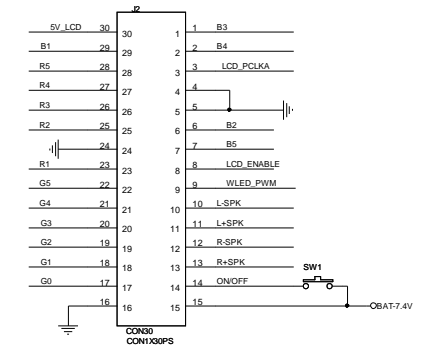 J2
5V_LCD 30 30 1 1 B3
B1 29 29 2 2 B4
R5 28 28 3 3 LCD_PCLKA
R4 27 27 4 4
R3 26 26 5 5
R2 25 25 6 6 B2
24 24 7 7 B5
R1 23 23 8 8 LCD_ENABLE
G5 22 22 9 9 WLED_PWM
G4 21 21 10 10 L-SPK
G3 20 20 11 11 L+SPK
G2 19 19 12 12 R-SPK
G1 18 18 13 13 R+SPK
SW1
G0 17 17 14 14 ON/OFF
16 16 15 15 BAT-7.4V
CON30
CON1X30PS